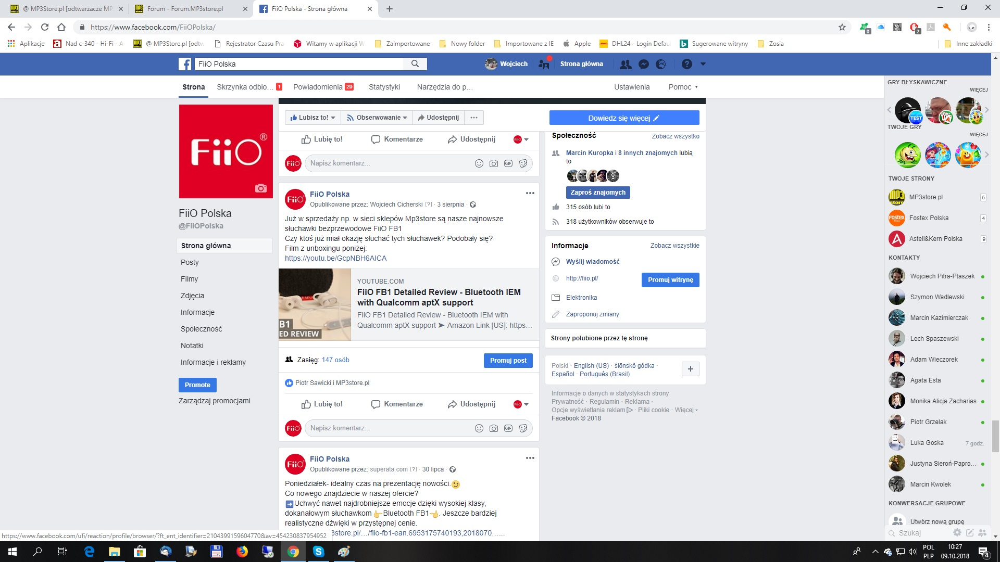 @ MP3Store.pl [odtwarzacze MP
Forum - Forum.MP3store.pl
FiiO Polska - Strona główna
https://www.facebook.com/FiiOPolska/
0
2
Aplikacje
Nad c-340 - Hi-Fi - A
@ MP3Store.pl [odtw
Rejestrator Czasu Pra
Witamy w aplikacji W
Zaimportowane
Nowy folder
Importowane z IE
Apple
DHL24 - Login Defau
Sugerowane witryny
Zosia
Inne zakładki
FiiO Polska
Wojciech
Strona główna
Strona
Skrzynka odbio... 1
Powiadomienia 29
Statystyki
Narzędzia do p...
Ustawienia
Pomoc
FiiO®
FiiO Polska
@FiiOPolska
Strona główna
Posty
Filmy
Zdjęcia
Informacje
Społeczność
Notatki
Informacje i reklamy
Promote
Zarządzaj promocjami
Lubisz to!
Obserwowanie
Udostępnij
Dowiedz się więcej
Lubię to!
Komentarze
Udostępnij
FiiO
Napisz komentarz...
GIF
FiiO
FiiO Polska
Opublikowane przez: Wojciech Cicherski [?] · 3 sierpnia ·
Już w sprzedaży np. w sieci sklepów Mp3store są nasze najnowsze
słuchawki bezprzewodowe FiiO FB1
Czy ktoś już miał okazję słuchać tych słuchawek? Podobały się?
Film z unboxingu poniżej:
https://youtu.be/GcpNBH6AICA
B1
ED REVIEW
YOUTUBE.COM
FiiO FB1 Detailed Review - Bluetooth IEM
with Qualcomm aptX support
FiiO FB1 Detailed Review - Bluetooth IEM with
Qualcomm aptX support ➤ Amazon Link [US]: https...
Zasięg: 147 osób
Promuj post
Piotr Sawicki i MP3store.pl
Lubię to!
Komentarze
Udostępnij
FiiO
Napisz komentarz...
GIF
FiiO
FiiO Polska
Opublikowane przez: superata.com [?] · 30 lipca ·
Poniedziałek- idealny czas na prezentację nowości.😉
Co nowego znajdziecie w naszej ofercie?
➡Uchwyć nawet najdrobniejsze emocje dzięki wysokiej klasy,
dokanałowym słuchawkom 👉Bluetooth FB1👈. Jeszcze bardziej
realistyczne dźwięki w przystępnej cenie.
3store.pl/.../fiio-fb1-ean.6953175740193,2018070......
https://www.facebook.com/ufi/reaction/profile/browser/?ft_ent_identifier=2104399159604770&av=454230837954952
Społeczność
Zobacz wszystko
Marcin Kuropka i 8 innych znajomych lubią
to
Zaproś znajomych
315 osób lubi to
318 użytkowników obserwuje to
Informacje
Zobacz wszystkie
Wyślij wiadomość
http://fiio.pl/
Promuj witrynę
Elektronika
Zaproponuj zmiany
Strony polubione przez tę stronę
Polski · English (US) · ślōnskŏ gŏdka ·
Español · Português (Brasil)
Informacje o danych w statystykach strony
Prywatność · Regulamin · Reklama ·
Opcje wyświetlania reklam · Pliki cookie · Więcej
Facebook © 2018
GRY BŁYSKAWICZNE
WIĘCEJ
TEST
TWOJE GRY
WIĘCEJ
TWOJE STRONY
MP3store.pl 5
Fostex Polska 4
Astell&Kern Polska 9
KONTAKTY
Wojciech Pitra-Ptaszek
Szymon Wadlewski
Marcin Kazimierczak
Lech Spaszewski
Adam Wieczorek
Agata Esta
Monika Alicja Zacharias
Piotr Grzelak
Luka Goska 7 godz.
Justyna Sieroń-Papro...
Marcin Kwolek
KONWERSACJE GRUPOWE
Utwórz nową grupę
Szukaj
POL
PLP
10:27
09.10.2018
4